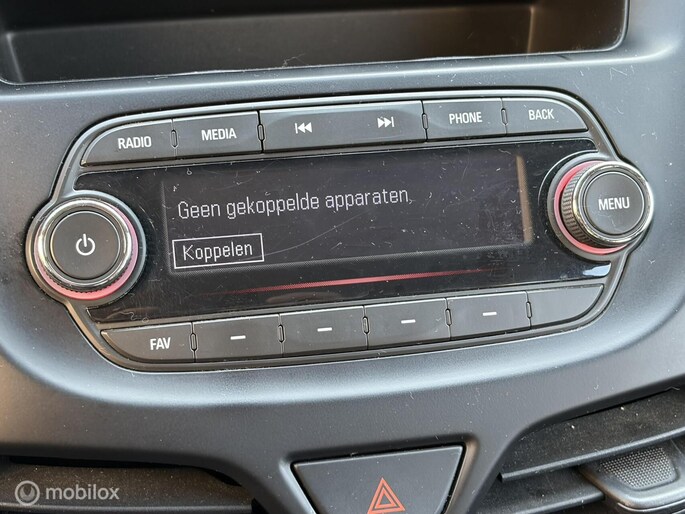 RADIO MEDIA PHONE BACK
Geen gekoppelde apparaten.
Koppelen
MENU
FAV
mobilox